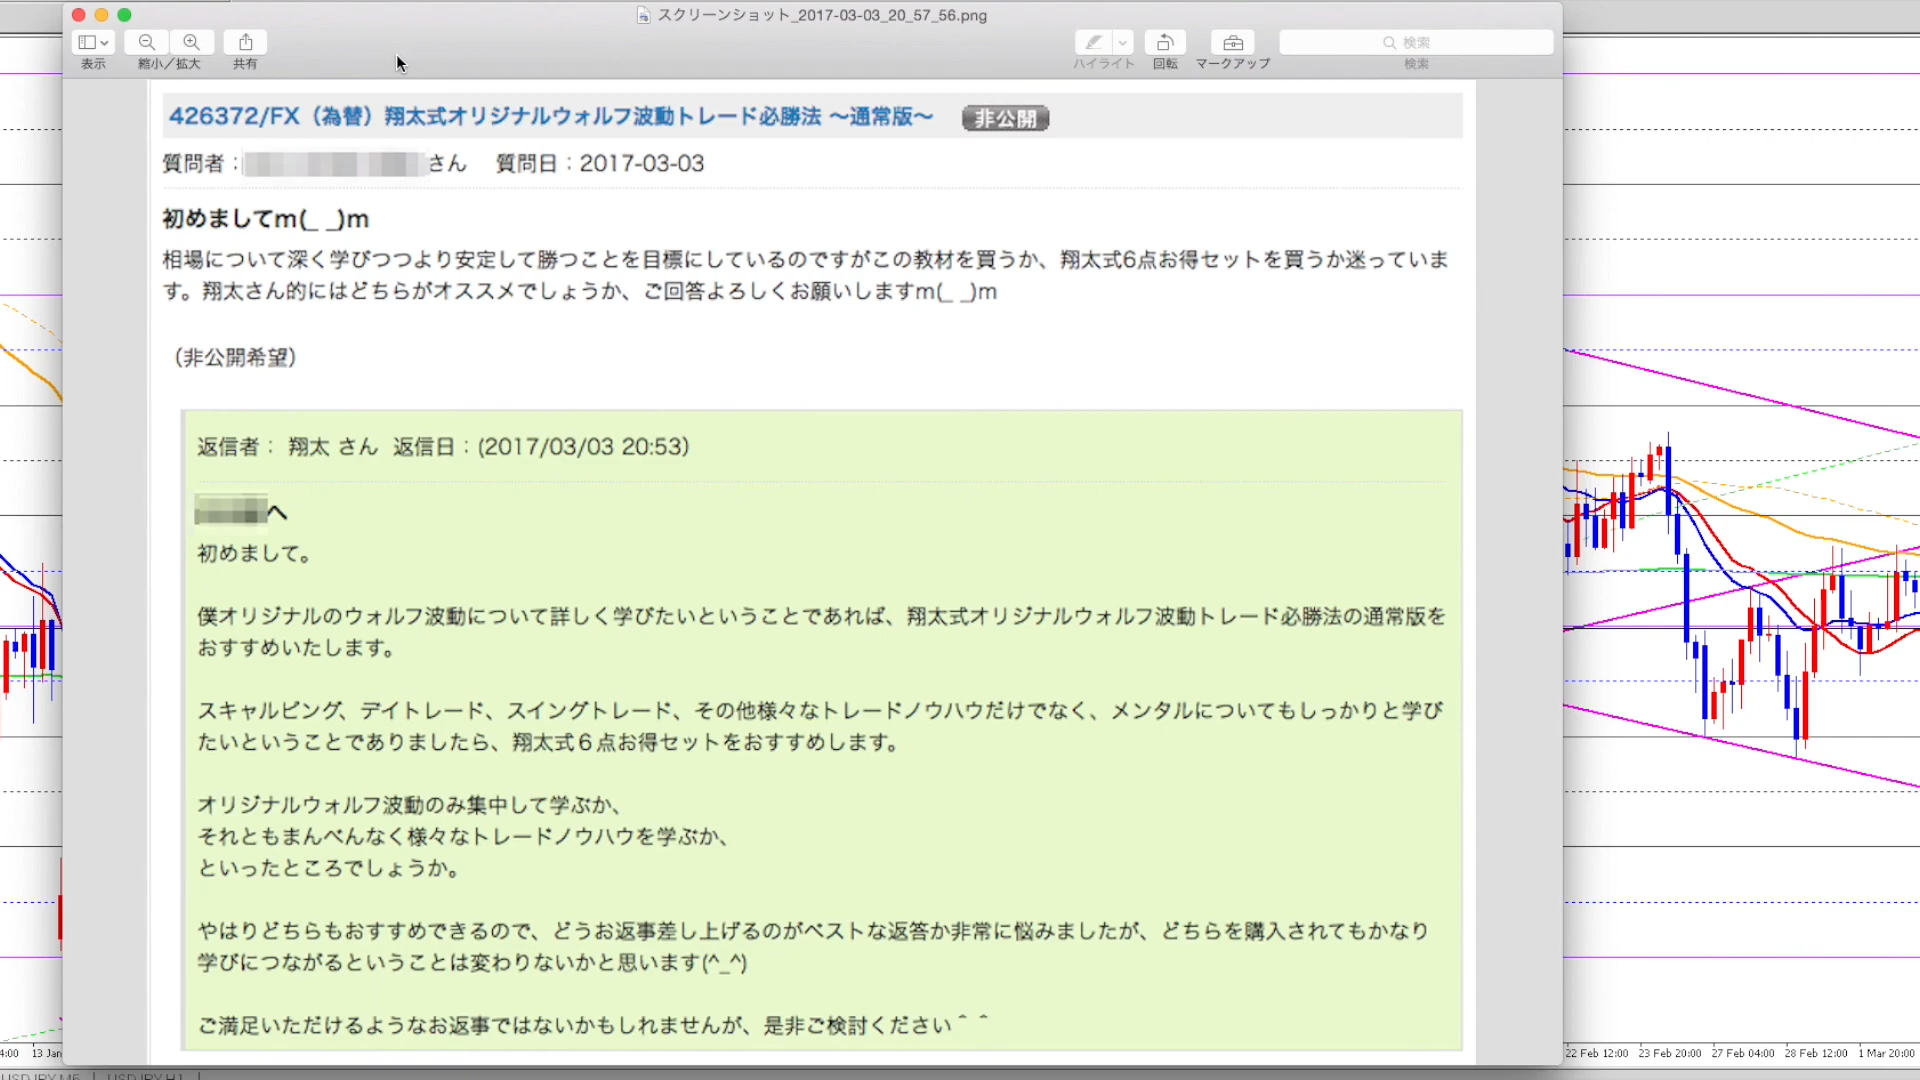 スクリーンショット_2017-03-03_20_57_56.png
表示
縮小／拡大
共有
ハイライト
回転
マークアップ
検索
検索
426372/FX（為替）翔太式オリジナルウォルフ波動トレード必勝法 ～通常版～ 非公開
質問者：さん 質問日：2017-03-03
初めましてm(_ _)m
相場について深く学びつつより安定して勝つことを目標にしているのですがこの教材を買うか、翔太式6点お得セットを買うか迷っていま
す。翔太さん的にはどちらがオススメでしょうか、ご回答よろしくお願いしますm(_ _)m
（非公開希望）
返信者： 翔太 さん 返信日：(2017/03/03 20:53)
へ
初めまして。
僕オリジナルのウォルフ波動について詳しく学びたいということであれば、翔太式オリジナルウォルフ波動トレード必勝法の通常版を
おすすめいたします。
スキャルピング、デイトレード、スイングトレード、その他様々なトレードノウハウだけでなく、メンタルについてもしっかりと学び
たいということでありましたら、翔太式６点お得セットをおすすめします。
オリジナルウォルフ波動のみ集中して学ぶか、
それともまんべんなく様々なトレードノウハウを学ぶか、
といったところでしょうか。
やはりどちらもおすすめできるので、どうお返事差し上げるのがベストな返答か非常に悩みましたが、どちらを購入されてもかなり
学びにつながるということは変わりないかと思います(^_^)
ご満足いただけるようなお返事ではないかもしれませんが、是非ご検討ください＾＾
4:00 13 Jan
22 Feb 12:00 23 Feb 20:00 27 Feb 04:00 28 Feb 12:00 1 Mar 20:00
USDJPY,M5 USDJPY,H1